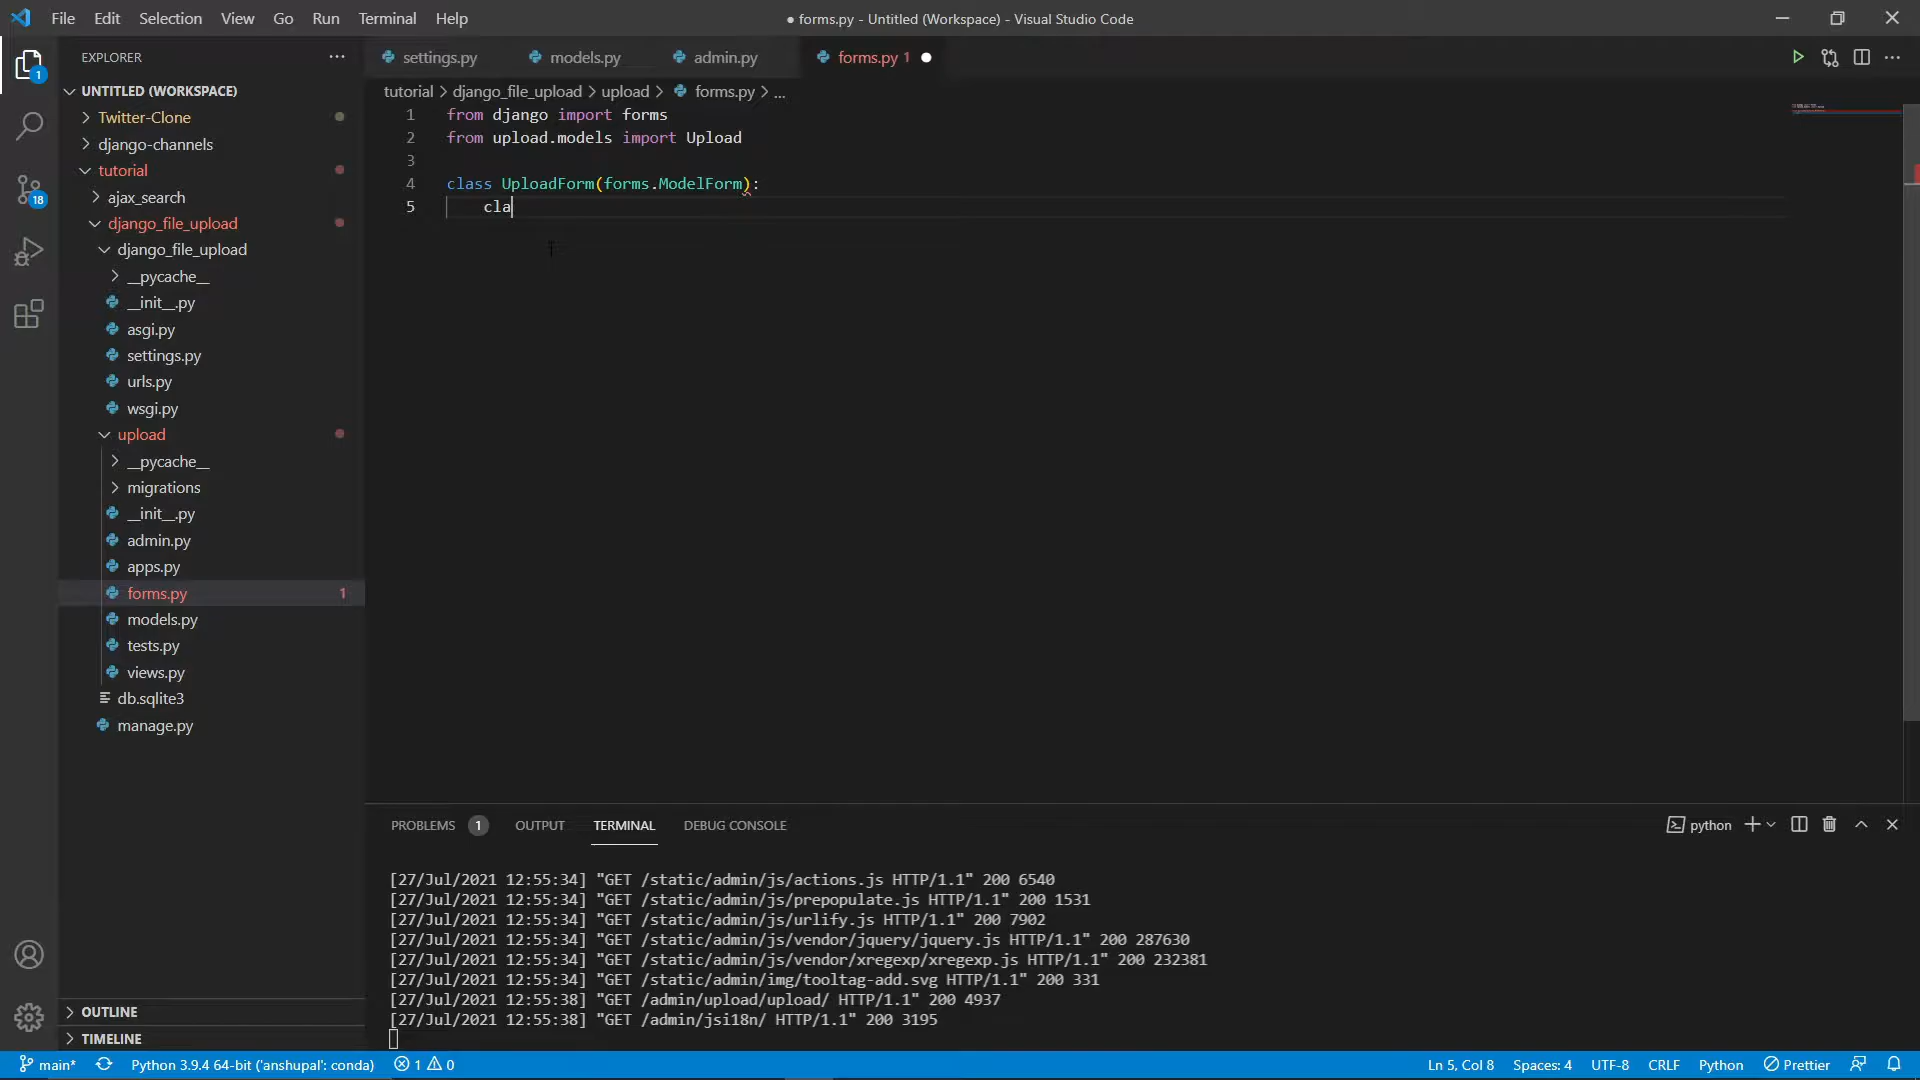 File Edit Selection View Go Run Terminal Help
● forms.py - Untitled (Workspace) - Visual Studio Code
EXPLORER
1
18
UNTITLED (WORKSPACE)
Twitter-Clone
django-channels
tutorial
ajax_search
django_file_upload
django_file_upload
__pycache__
__init__.py
asgi.py
settings.py
urls.py
wsgi.py
upload
__pycache__
migrations
__init__.py
admin.py
apps.py
forms.py 1
models.py
tests.py
views.py
db.sqlite3
manage.py
OUTLINE
TIMELINE
settings.py models.py admin.py forms.py 1
tutorial > django_file_upload > upload > forms.py > ...
1 from django import forms
2 from upload.models import Upload
3
4 class UploadForm(forms.ModelForm):
5 cla
PROBLEMS 1 OUTPUT TERMINAL DEBUG CONSOLE
python
[27/Jul/2021 12:55:34] "GET /static/admin/js/actions.js HTTP/1.1" 200 6540
[27/Jul/2021 12:55:34] "GET /static/admin/js/prepopulate.js HTTP/1.1" 200 1531
[27/Jul/2021 12:55:34] "GET /static/admin/js/urlify.js HTTP/1.1" 200 7902
[27/Jul/2021 12:55:34] "GET /static/admin/js/vendor/jquery/jquery.js HTTP/1.1" 200 287630
[27/Jul/2021 12:55:34] "GET /static/admin/js/vendor/xregexp/xregexp.js HTTP/1.1" 200 232381
[27/Jul/2021 12:55:34] "GET /static/admin/img/tooltag-add.svg HTTP/1.1" 200 331
[27/Jul/2021 12:55:38] "GET /admin/upload/upload/ HTTP/1.1" 200 4937
[27/Jul/2021 12:55:38] "GET /admin/jsi18n/ HTTP/1.1" 200 3195
main* Python 3.9.4 64-bit ('anshupal': conda) 1 0 Ln 5, Col 8 Spaces: 4 UTF-8 CRLF Python Prettier